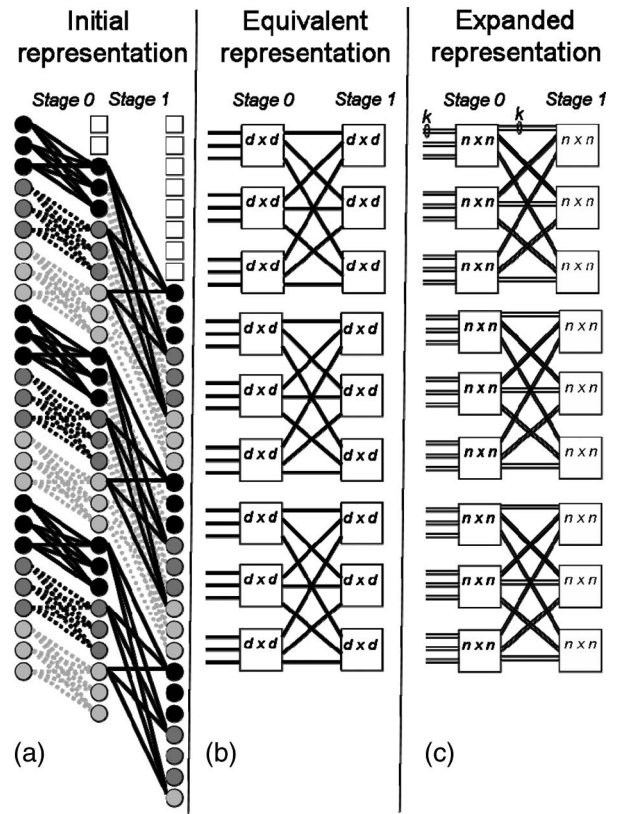 Initial
representation
Stage 0 Stage 1
(a)
Equivalent
representation
Stage 0 Stage 1
d x d d x d
d x d d x d
d x d d x d
d x d d x d
d x d d x d
d x d d x d
d x d d x d
d x d d x d
d x d d x d
(b)
Expanded
representation
Stage 0 Stage 1
k k
n x n n x n
n x n n x n
n x n n x n
n x n n x n
n x n n x n
n x n n x n
n x n n x n
n x n n x n
n x n n x n
(c)